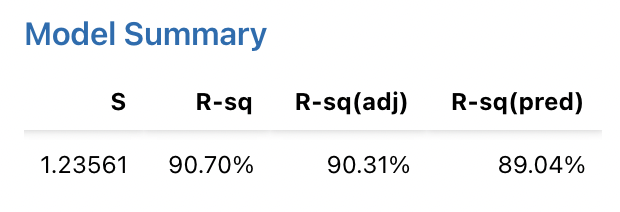 Model Summary
S R-sq R-sq(adj) R-sq(pred)
1.23561 90.70% 90.31% 89.04%